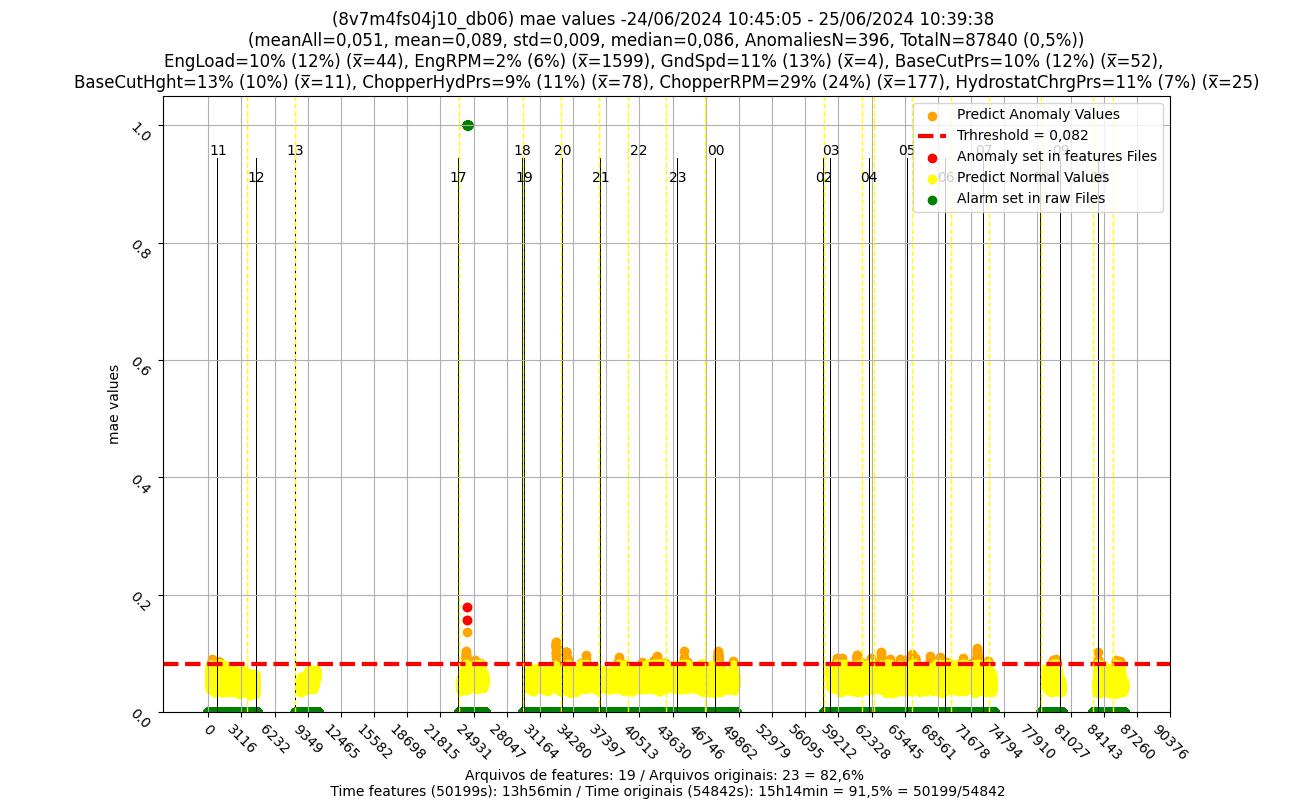 (8v7m4fs04j10_db06) mae values -24/06/2024 10:45:05 - 25/06/2024 10:39:38
(meanAll=0,051, mean=0,089, std=0,009, median=0,086, AnomaliesN=396, TotalN=87840 (0,5%))
EngLoad=10% (12%) (x̅=44), EngRPM=2% (6%) (x̅=1599), GndSpd=11% (13%) (x̅=4), BaseCutPrs=10% (12%) (x̅=52),
BaseCutHght=13% (10%) (x̅=11), ChopperHydPrs=9% (11%) (x̅=78), ChopperRPM=29% (24%) (x̅=177), HydrostatChrgPrs=11% (7%) (x̅=25)
Predict Anomaly Values
Trhreshold = 0,082
Anomaly set in features Files
Predict Normal Values
Alarm set in raw Files
11 13 18 20 22 00 03 05 07 09
12 17 19 21 23 02 04 06
1.0
0.8
0.6
0.4
0.2
0.0
mae values
0 3116 6232 9349 12465 15582 18698 21815 24931 28047 31164 34280 37397 40513 43630 46746 49862 52979 56095 59212 62328 65445 68561 71678 74794 77910 81027 84143 87260 90376
Arquivos de features: 19 / Arquivos originais: 23 = 82,6%
Time features (50199s): 13h56min / Time originais (54842s): 15h14min = 91,5% = 50199/54842